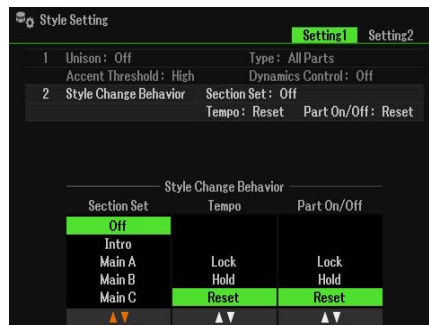 Style Setting
Setting1 Setting2
1 Unison: Off Type: All Parts
Accent Threshold: High Dynamics Control: Off
2 Style Change Behavior Section Set: Off
Tempo: Reset Part On/Off: Reset
Style Change Behavior
Section Set Tempo Part On/Off
Off
Intro
Main A Lock Lock
Main B Hold Hold
Main C Reset Reset